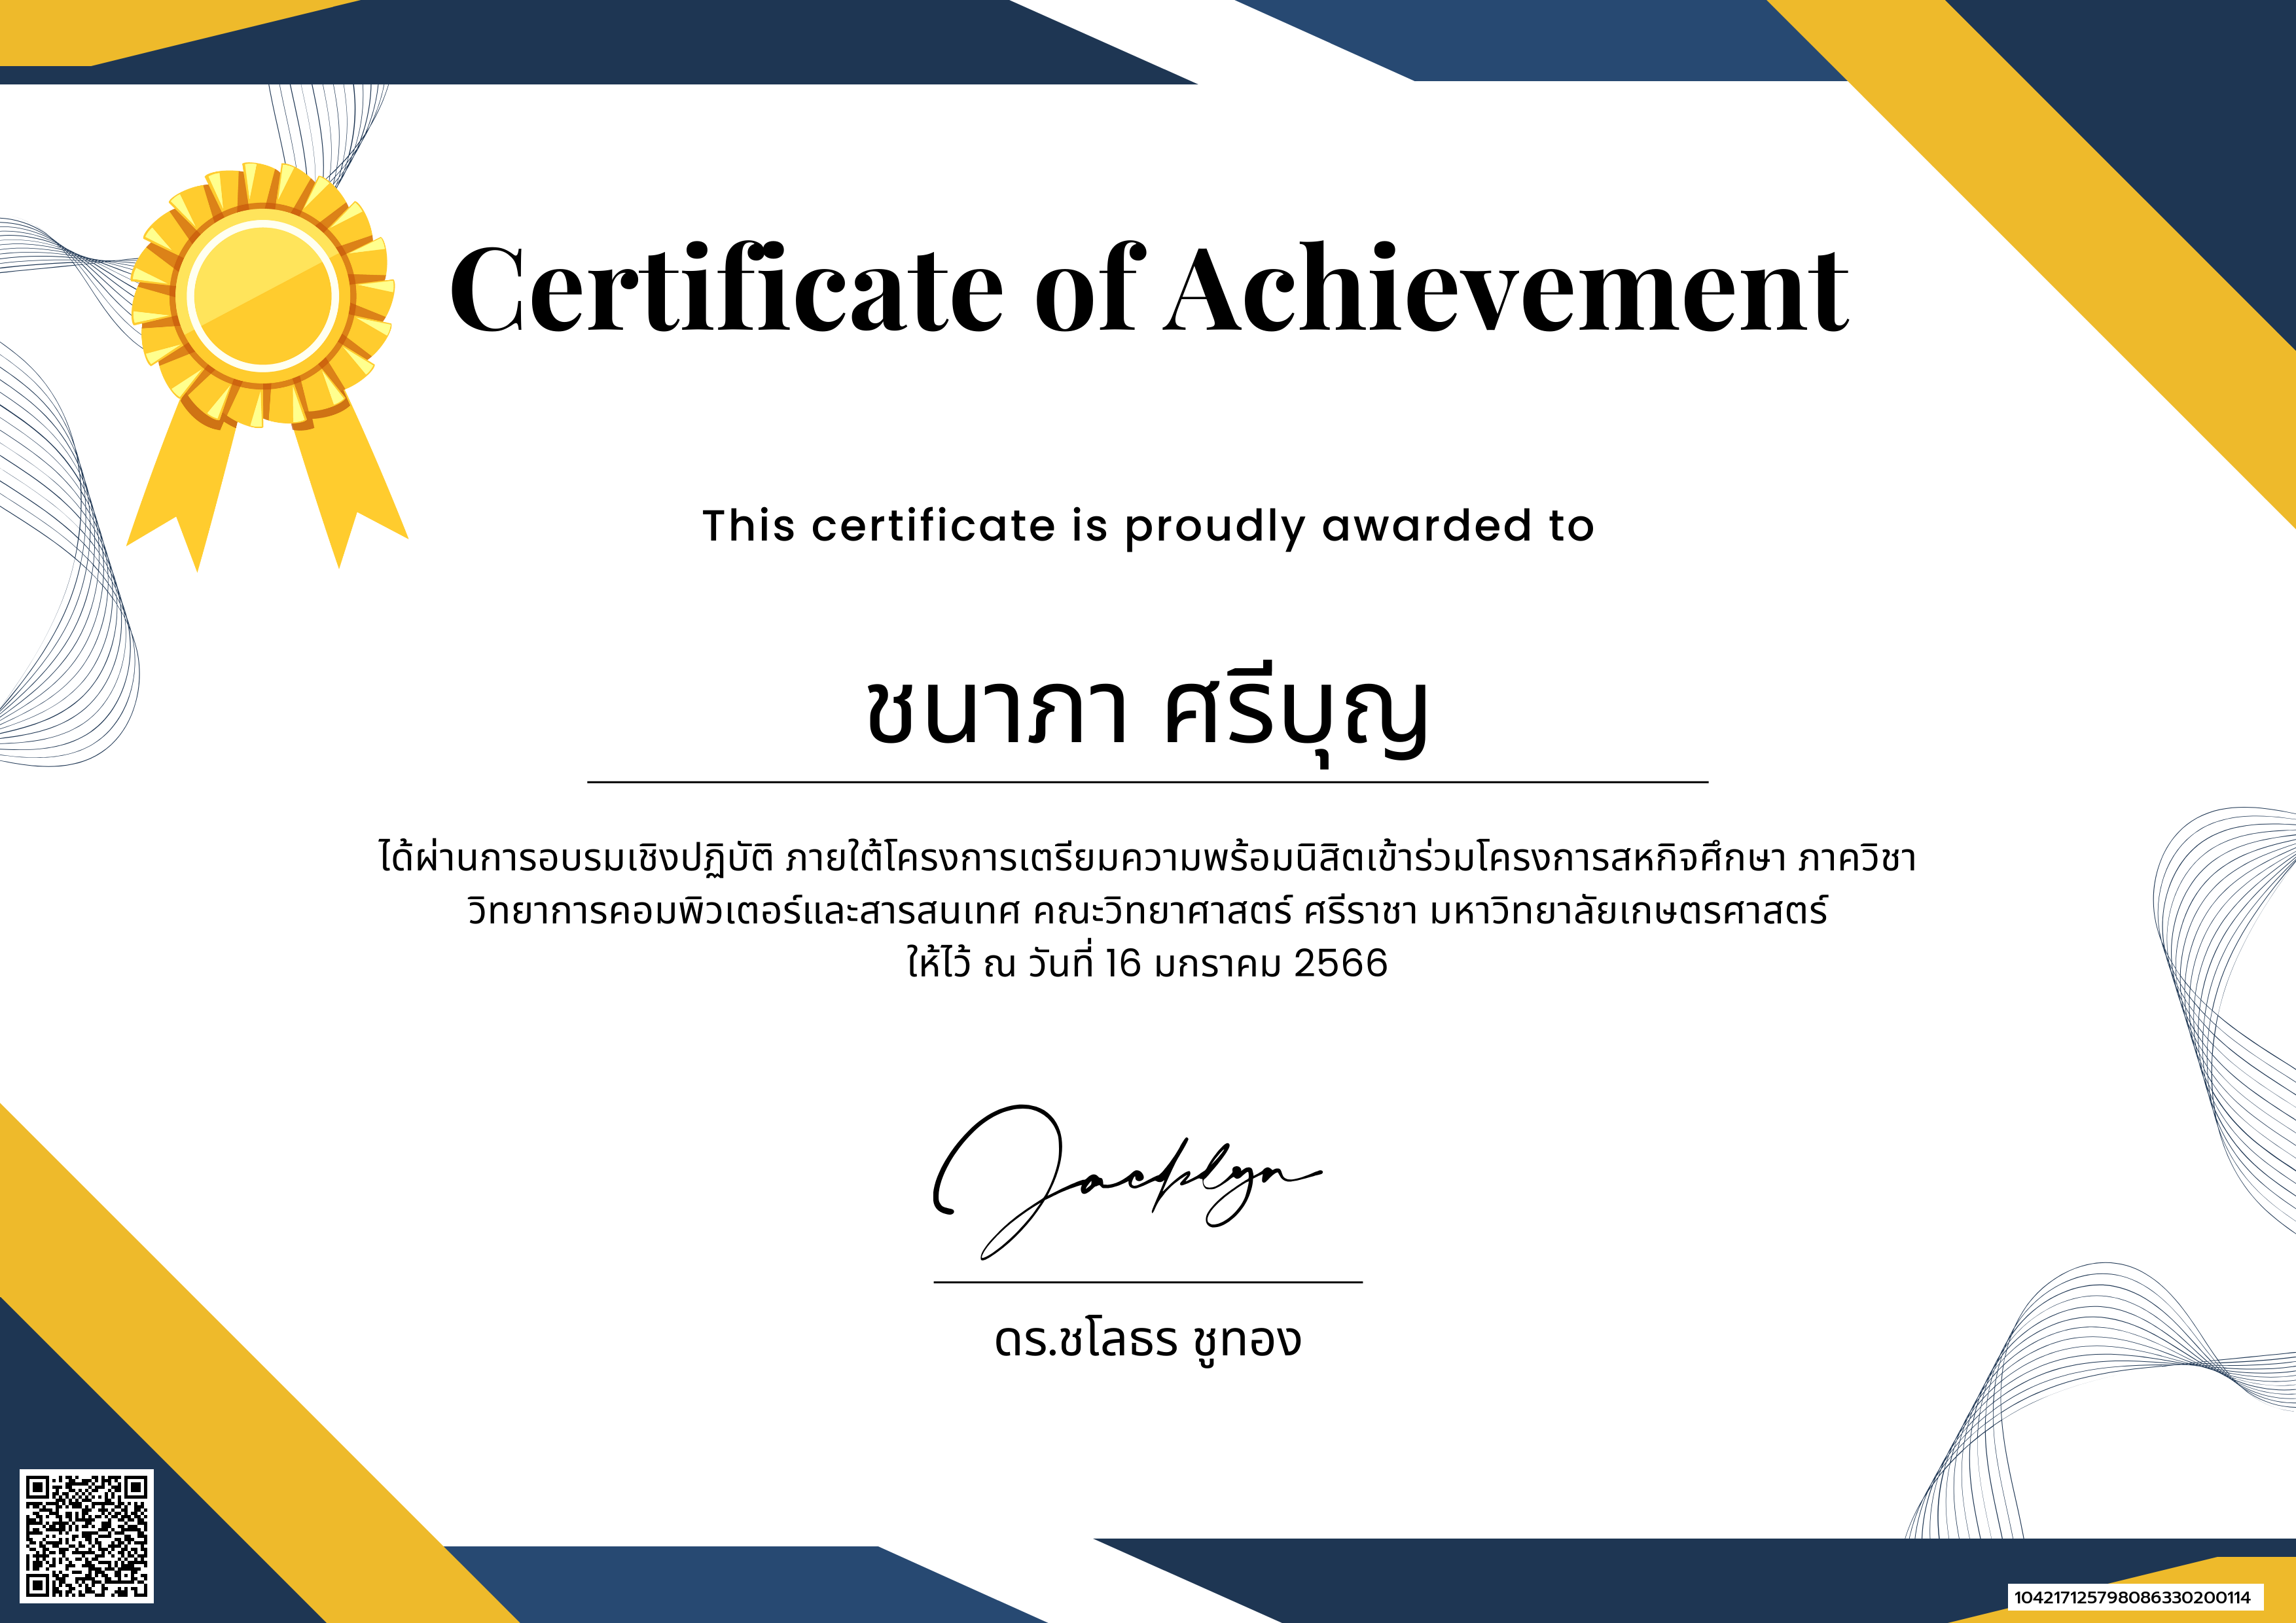 Certificate of Achievement
This certificate is proudly awarded to
ชนาภา ศรีบุญ
ได้ผ่านการอบรมเชิงปฏิบัติ ภายใต้โครงการเตรียมความพร้อมนิสิตเข้าร่วมโครงการสหกิจศึกษา ภาควิชา
วิทยาการคอมพิวเตอร์และสารสนเทศ คณะวิทยาศาสตร์ ศรีราชา มหาวิทยาลัยเกษตรศาสตร์
ให้ไว้ ณ วันที่ 16 มกราคม 2566
Jacklyn
ดร.ชโลธร ชูทอง
104217125798086330200114